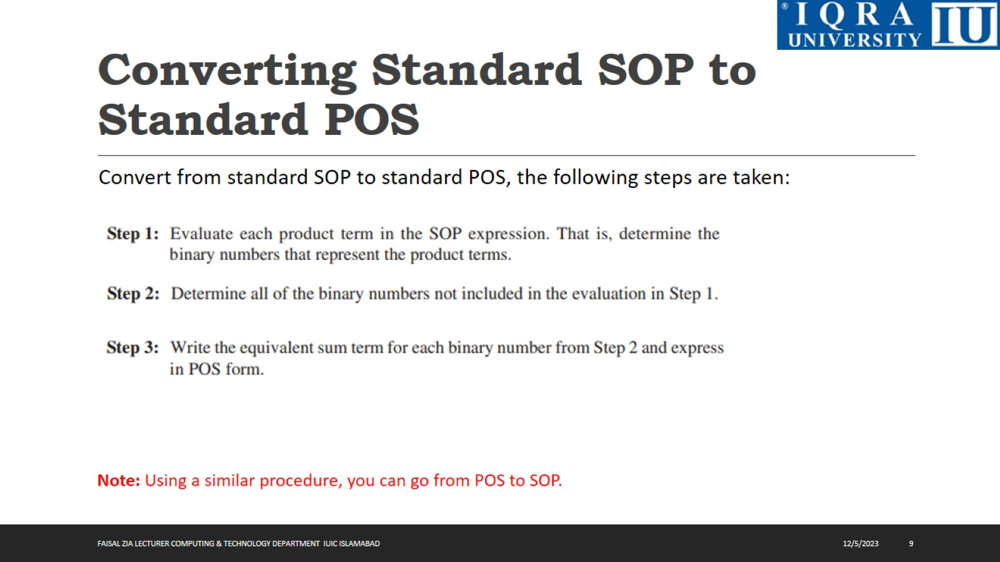 ® IQRA
UNIVERSITY IU
Converting Standard SOP to
Standard POS
Convert from standard SOP to standard POS, the following steps are taken:
Step 1: Evaluate each product term in the SOP expression. That is, determine the
binary numbers that represent the product terms.
Step 2: Determine all of the binary numbers not included in the evaluation in Step 1.
Step 3: Write the equivalent sum term for each binary number from Step 2 and express
in POS form.
Note: Using a similar procedure, you can go from POS to SOP.
FAISAL ZIA LECTURER COMPUTING & TECHNOLOGY DEPARTMENT IUIC ISLAMABAD 12/5/2023 9